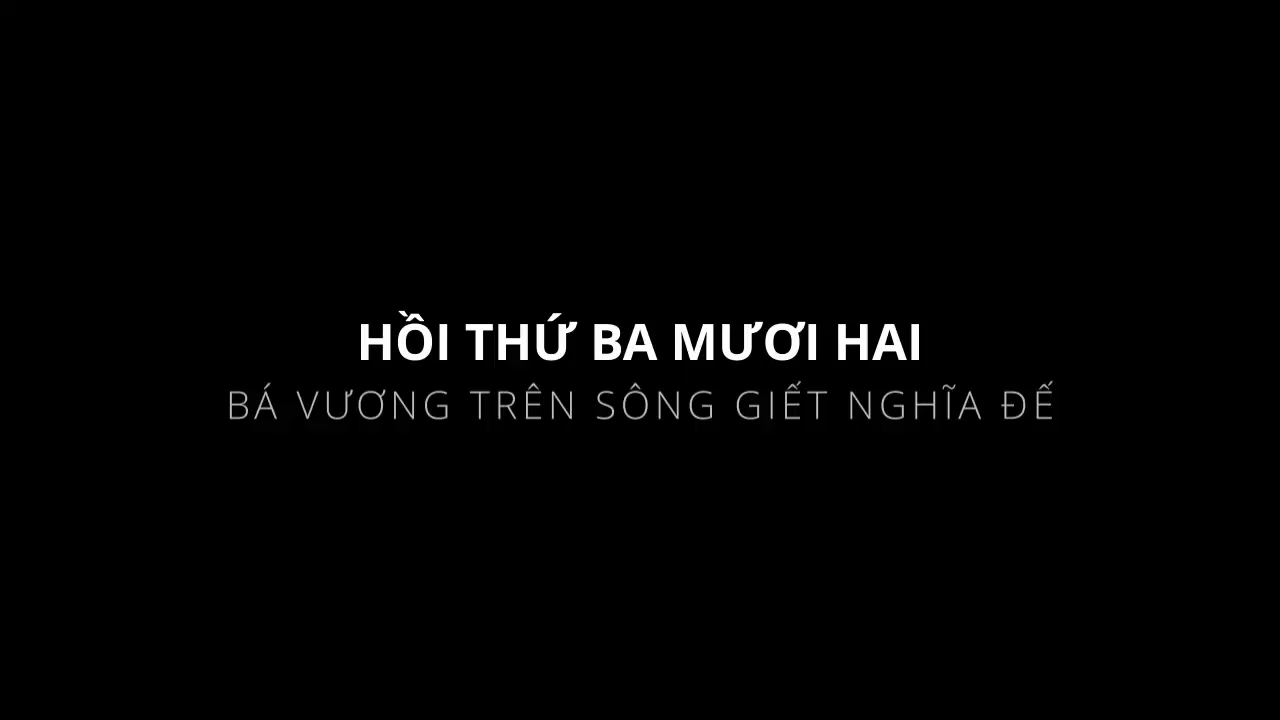 HỒI THỨ BA MƯƠI HAI
BÁ VƯƠNG TRÊN SÔNG GIẾT NGHĨA ĐẾ